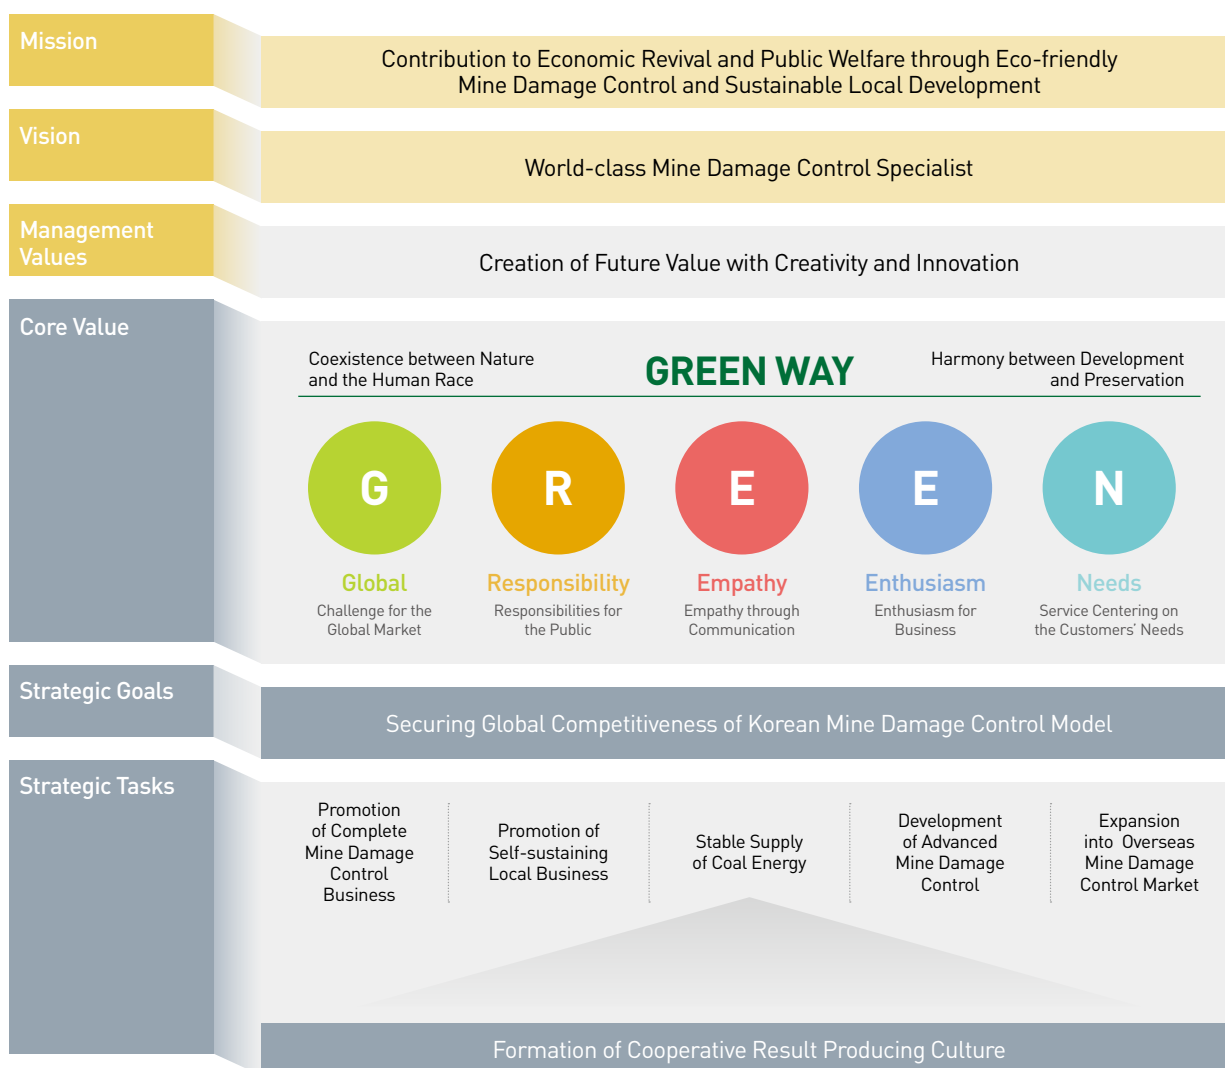 Mission
Contribution to Economic Revival and Public Welfare through Eco-friendly
Mine Damage Control and Sustainable Local Development
Vision
World-class Mine Damage Control Specialist
Management
Values
Creation of Future Value with Creativity and Innovation
Core Value
Coexistence between Nature
and the Human Race
GREEN WAY
Harmony between Development
and Preservation
G
R
E
E
N
Global
Challenge for the
Global Market
Responsibility
Responsibilities for
the Public
Empathy
Empathy through
Communication
Enthusiasm
Enthusiasm for
Business
Needs
Service Centering on
the Customers' Needs
Strategic Goals
Securing Global Competitiveness of Korean Mine Damage Control Model
Strategic Tasks
Promotion
of Complete
Mine Damage
Control
Business
Promotion of
Self-sustaining
Local Business
Stable Supply
of Coal Energy
Development
of Advanced
Mine Damage
Control
Expansion
into Overseas
Mine Damage
Control Market
Formation of Cooperative Result Producing Culture